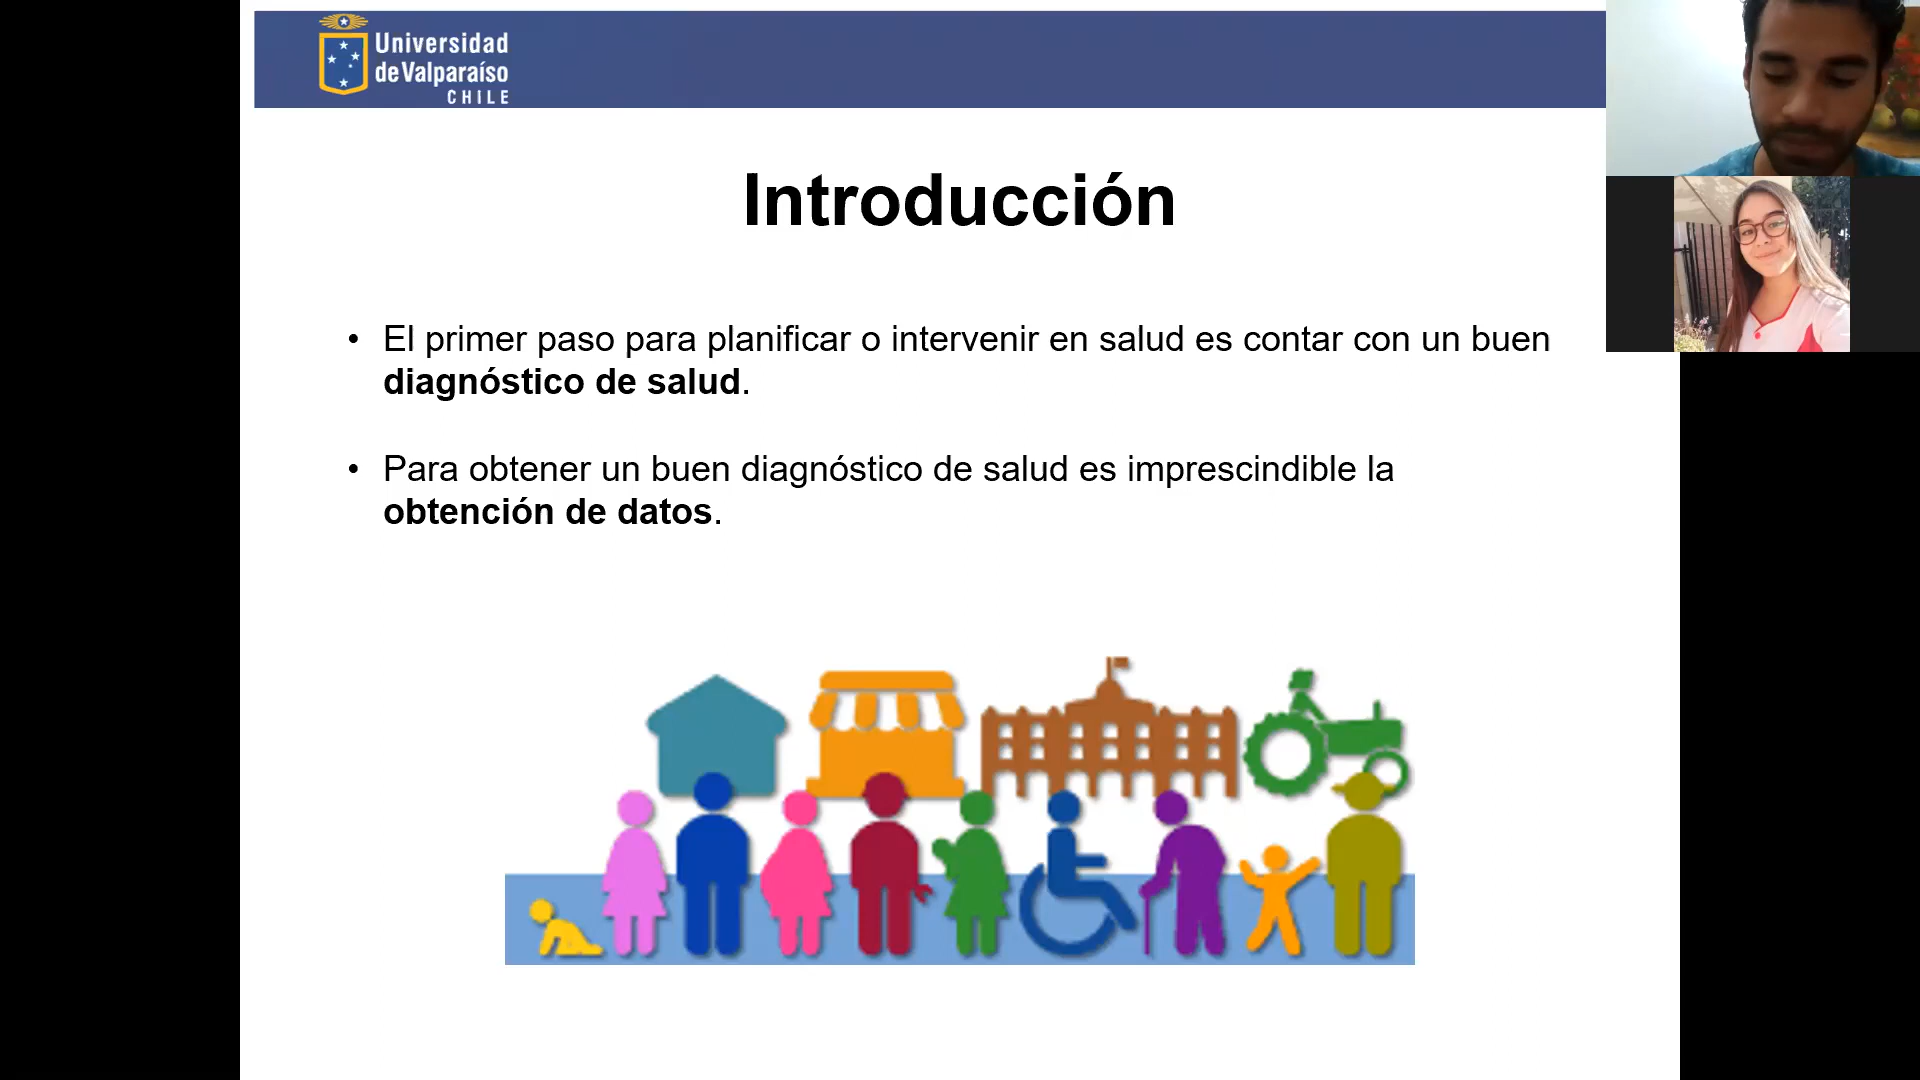 Universidad
de Valparaíso
CHILE
Introducción
• El primer paso para planificar o intervenir en salud es contar con un buen
diagnóstico de salud.
• Para obtener un buen diagnóstico de salud es imprescindible la
obtención de datos.